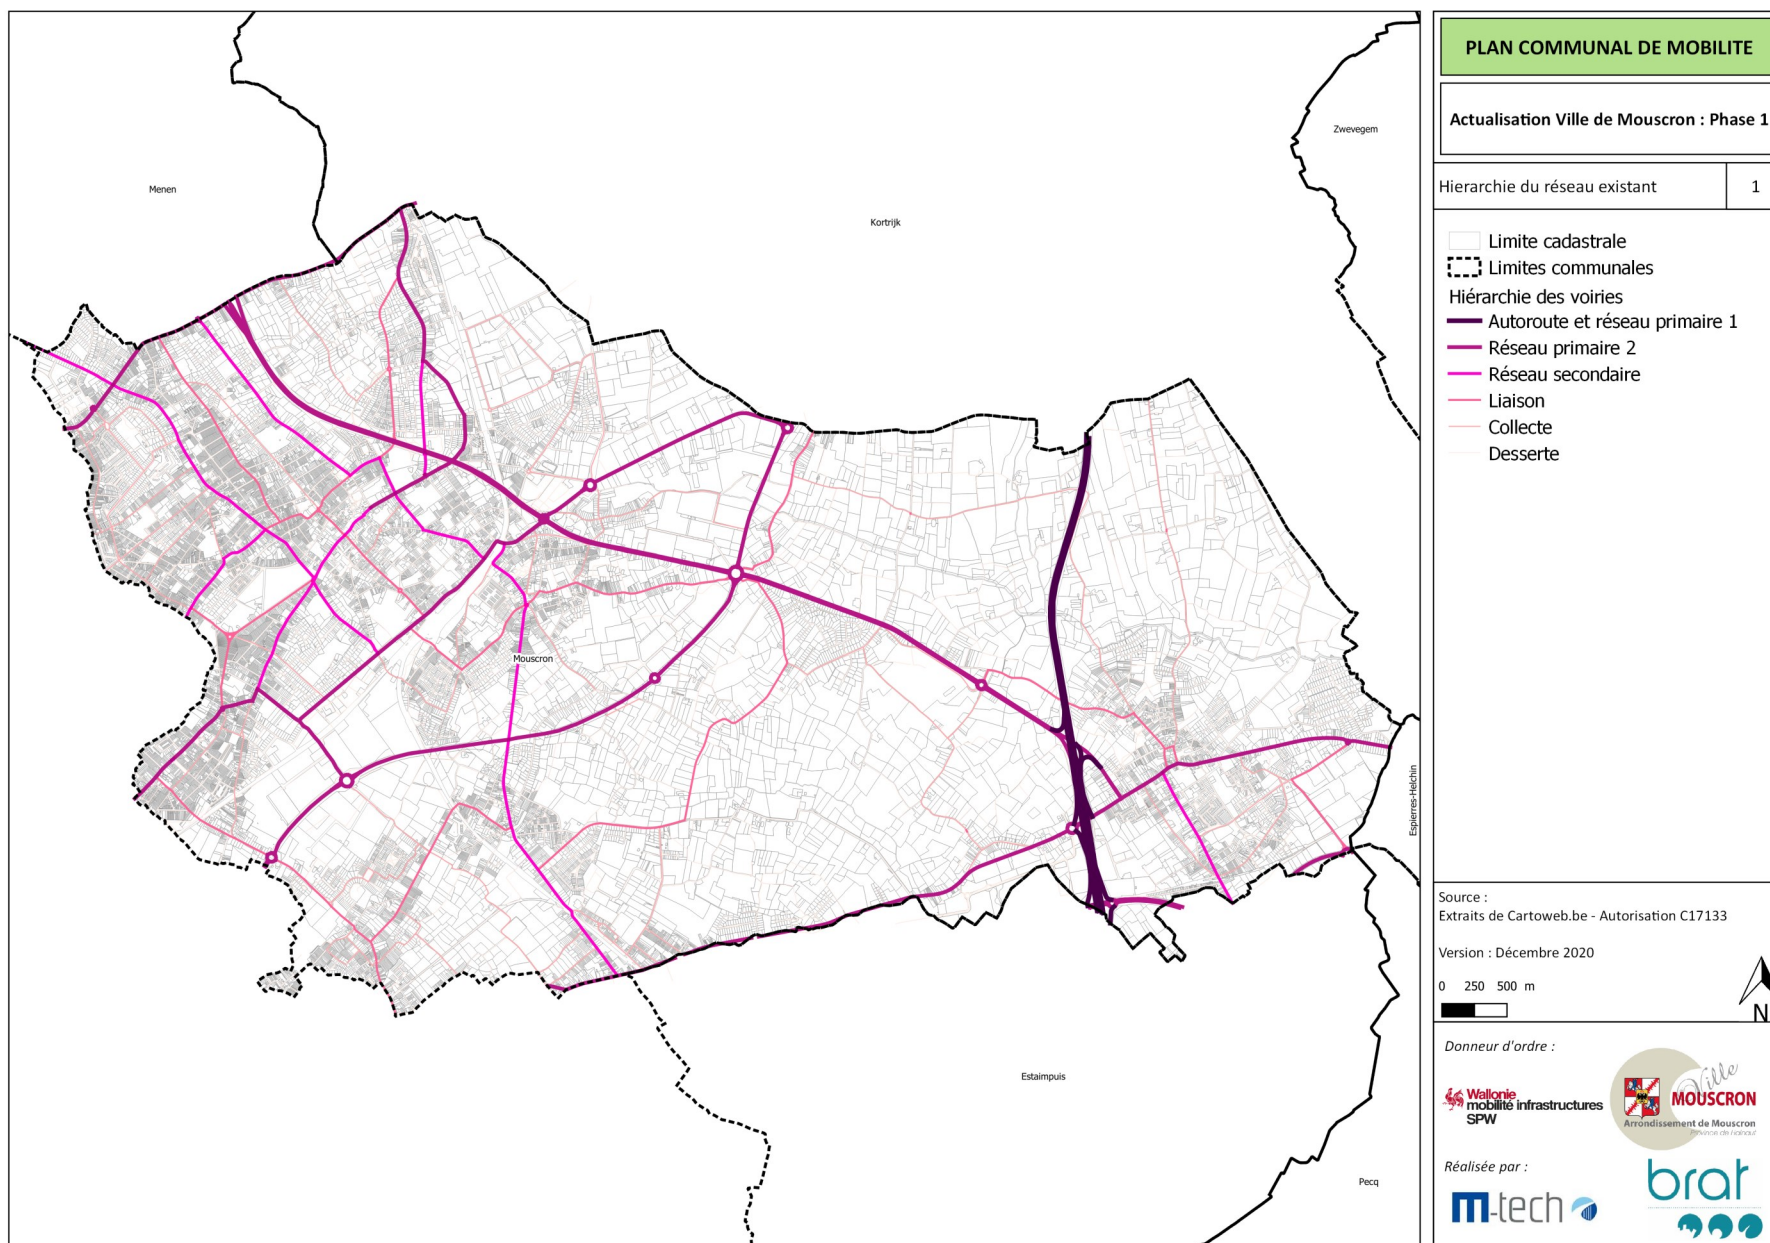 Menen
Kortrijk
Zwevegem
Mouscron
Espierres-Helchin
Estaimpuis
Pecq
PLAN COMMUNAL DE MOBILITE
Actualisation Ville de Mouscron : Phase 1
Hierarchie du réseau existant
1
Limite cadastrale
Limites communales
Hiérarchie des voiries
Autoroute et réseau primaire 1
Réseau primaire 2
Réseau secondaire
Liaison
Collecte
Desserte
Source :
Extraits de Cartoweb.be - Autorisation C17133
Version : Décembre 2020
0 250 500 m
N
Donneur d'ordre :
Wallonie
mobilité infrastructures
SPW
Ville
MOUSCRON
Arrondissement de Mouscron
Province de Hainaut
Réalisée par :
m-tech
brat